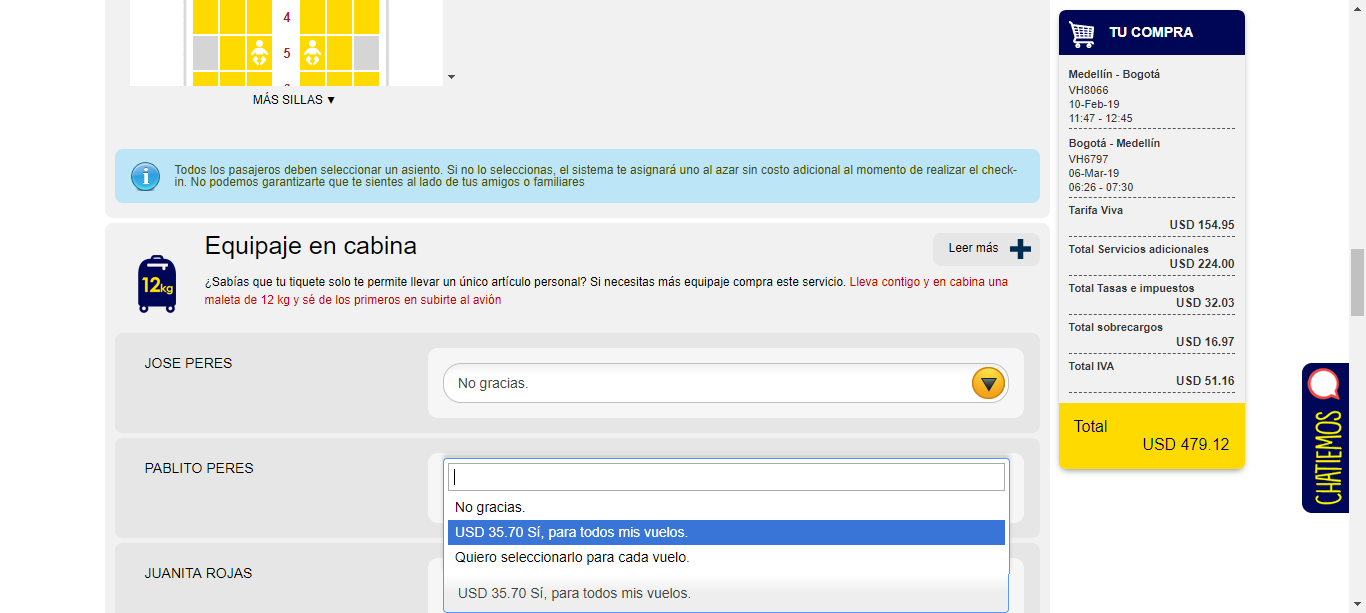 4
5
MÁS SILLAS ▼
Todos los pasajeros deben seleccionar un asiento. Si no lo seleccionas, el sistema te asignará uno al azar sin costo adicional al momento de realizar el check-
in. No podemos garantizarte que te sientes al lado de tus amigos o familiares
Equipaje en cabina
Leer más
12kg
¿Sabías que tu tiquete solo te permite llevar un único artículo personal? Si necesitas más equipaje compra este servicio. Lleva contigo y en cabina una
maleta de 12 kg y sé de los primeros en subirte al avión
JOSE PERES
No gracias.
PABLITO PERES
No gracias.
USD 35.70 Sí, para todos mis vuelos.
Quiero seleccionarlo para cada vuelo.
JUANITA ROJAS
USD 35.70 Sí, para todos mis vuelos.
TU COMPRA
Medellín - Bogotá
VH8066
10-Feb-19
11:47 - 12:45
Bogotá - Medellín
VH6797
06-Mar-19
06:26 - 07:30
Tarifa Viva
USD 154.95
Total Servicios adicionales
USD 224.00
Total Tasas e impuestos
USD 32.03
Total sobrecargos
USD 16.97
Total IVA
USD 51.16
Total
USD 479.12
CHATIEMOS